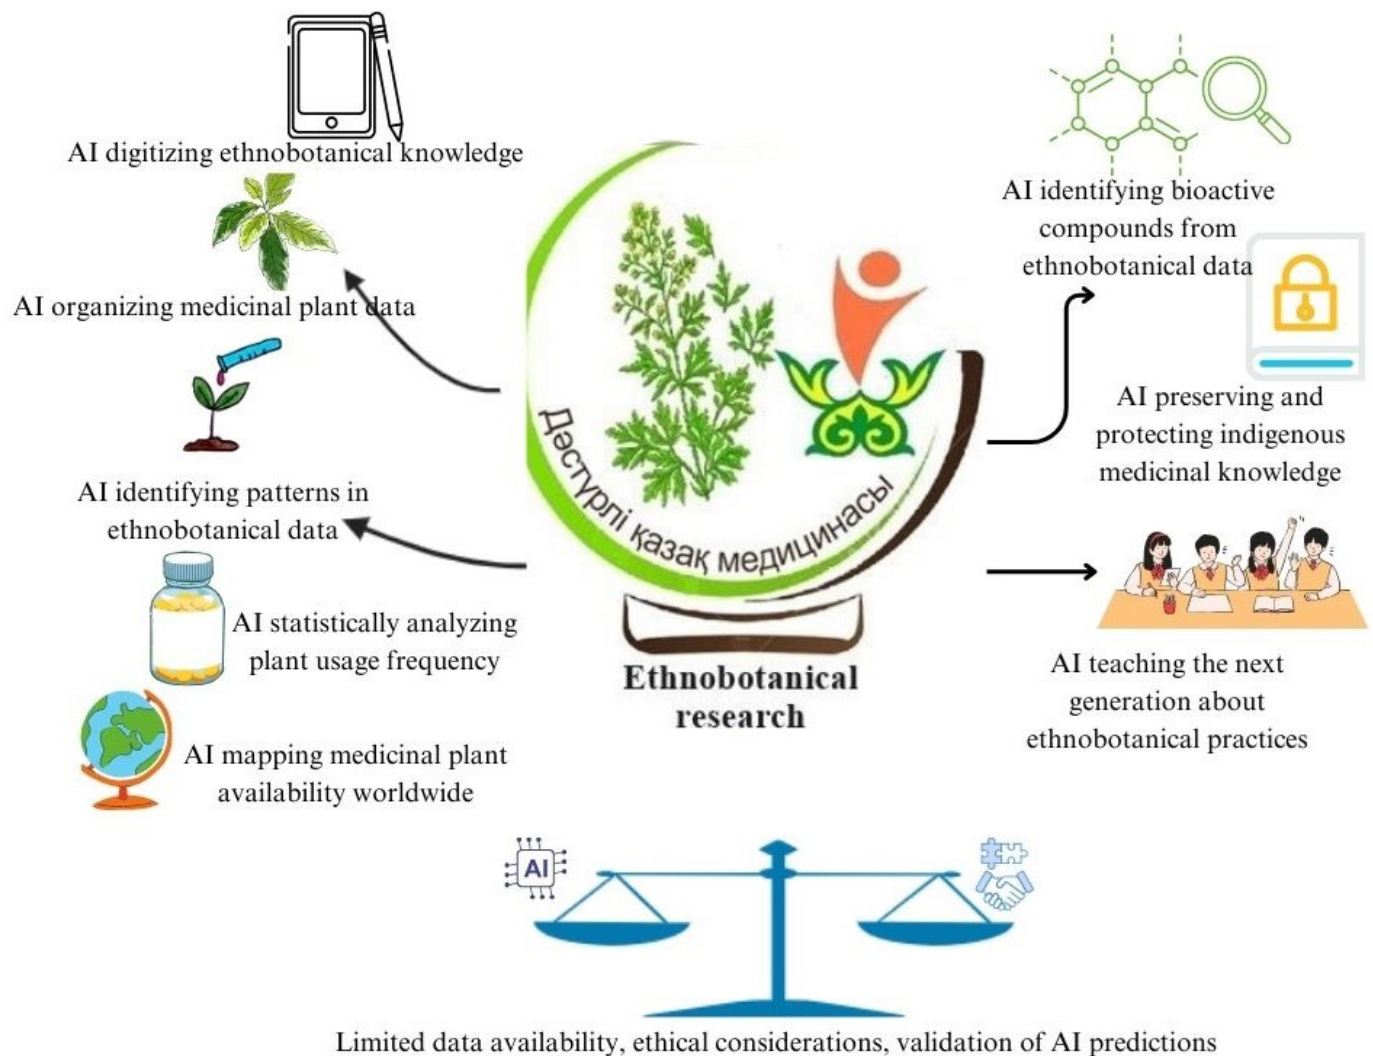 AI digitizing ethnobotanical knowledge
AI organizing medicinal plant data
AI identifying patterns in
ethnobotanical data
AI statistically analyzing
plant usage frequency
AI mapping medicinal plant
availability worldwide
Дәстүрлі қазақ медицинасы
Ethnobotanical
research
AI identifying bioactive
compounds from
ethnobotanical data
AI preserving and
protecting indigenous
medicinal knowledge
AI teaching the next
generation about
ethnobotanical practices
AI
Limited data availability, ethical considerations, validation of AI predictions